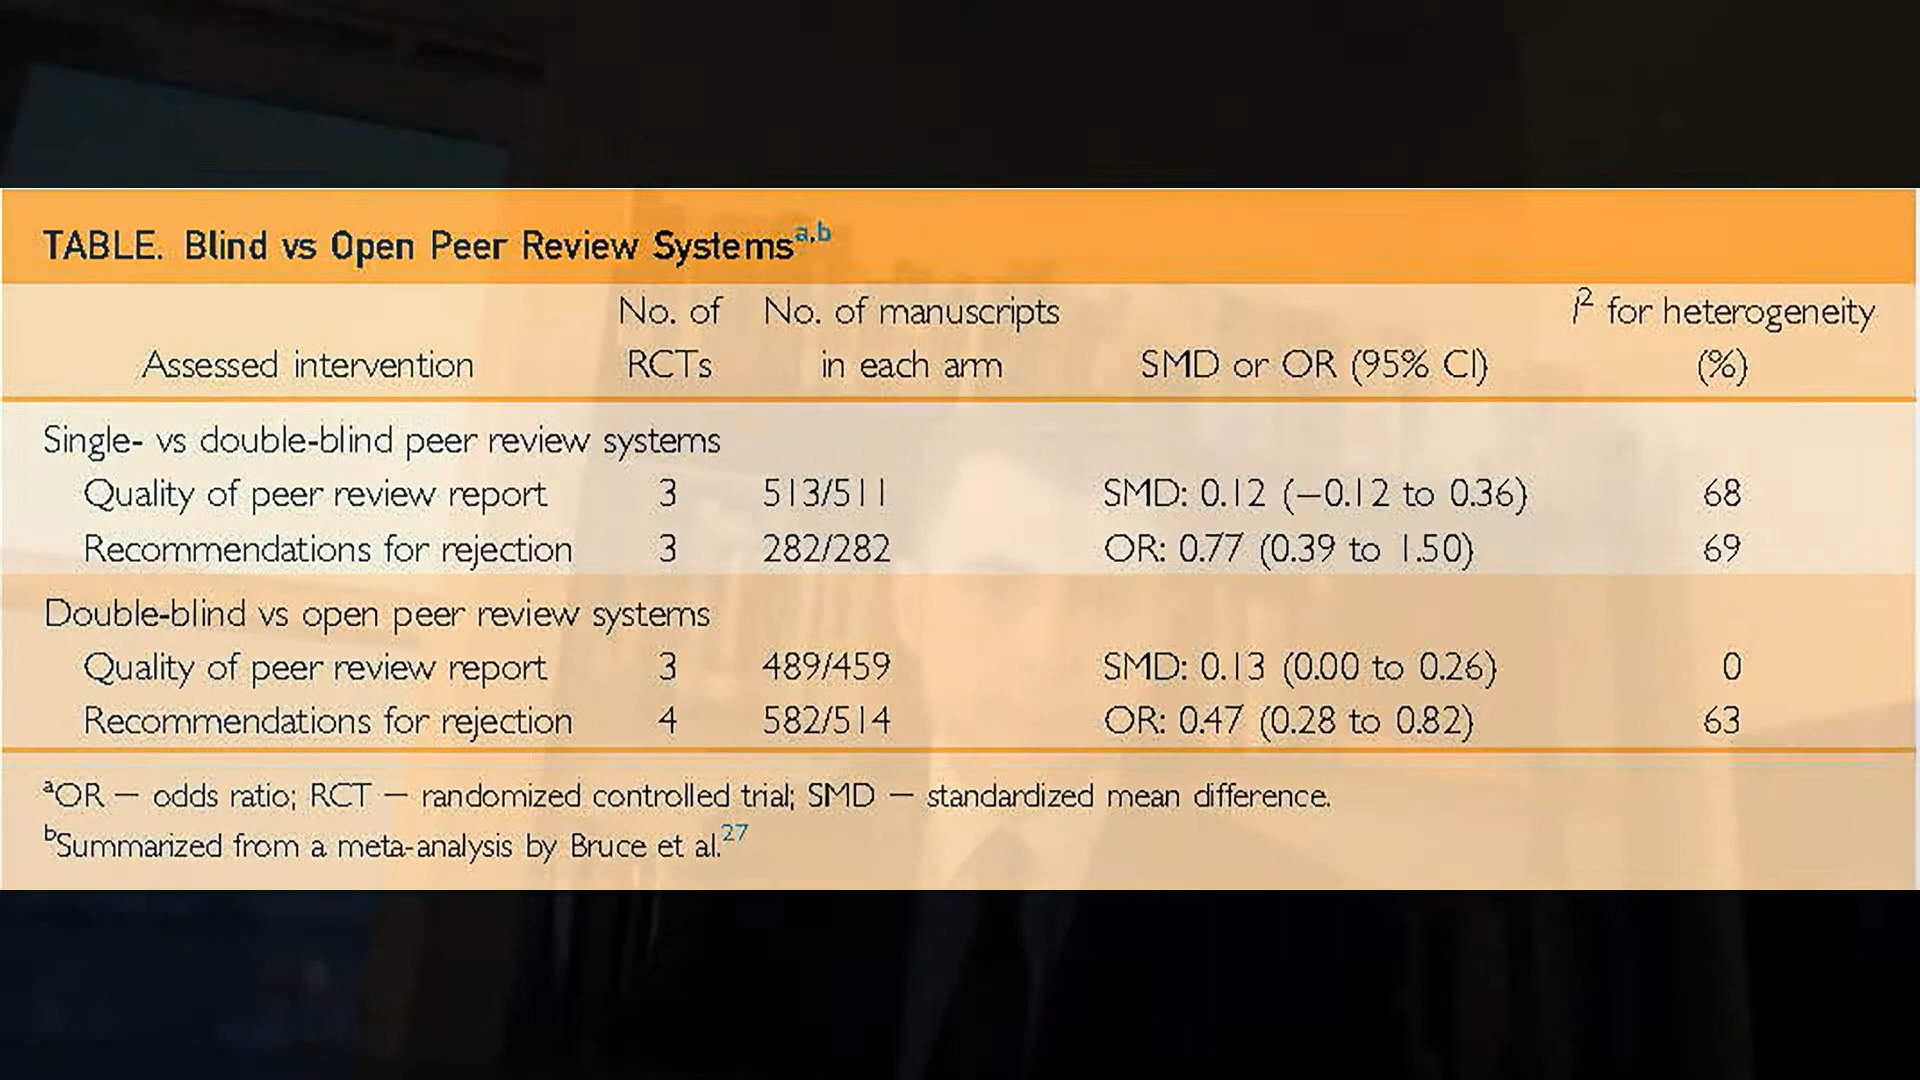 TABLE. Blind vs Open Peer Review Systemsa,b
Assessed intervention No. of RCTs No. of manuscripts in each arm SMD or OR (95% CI) I2 for heterogeneity (%)
Single- vs double-blind peer review systems
Quality of peer review report 3 513/511 SMD: 0.12 (−0.12 to 0.36) 68
Recommendations for rejection 3 282/282 OR: 0.77 (0.39 to 1.50) 69
Double-blind vs open peer review systems
Quality of peer review report 3 489/459 SMD: 0.13 (0.00 to 0.26) 0
Recommendations for rejection 4 582/514 OR: 0.47 (0.28 to 0.82) 63
aOR — odds ratio; RCT — randomized controlled trial; SMD — standardized mean difference.
bSummarized from a meta-analysis by Bruce et al.27